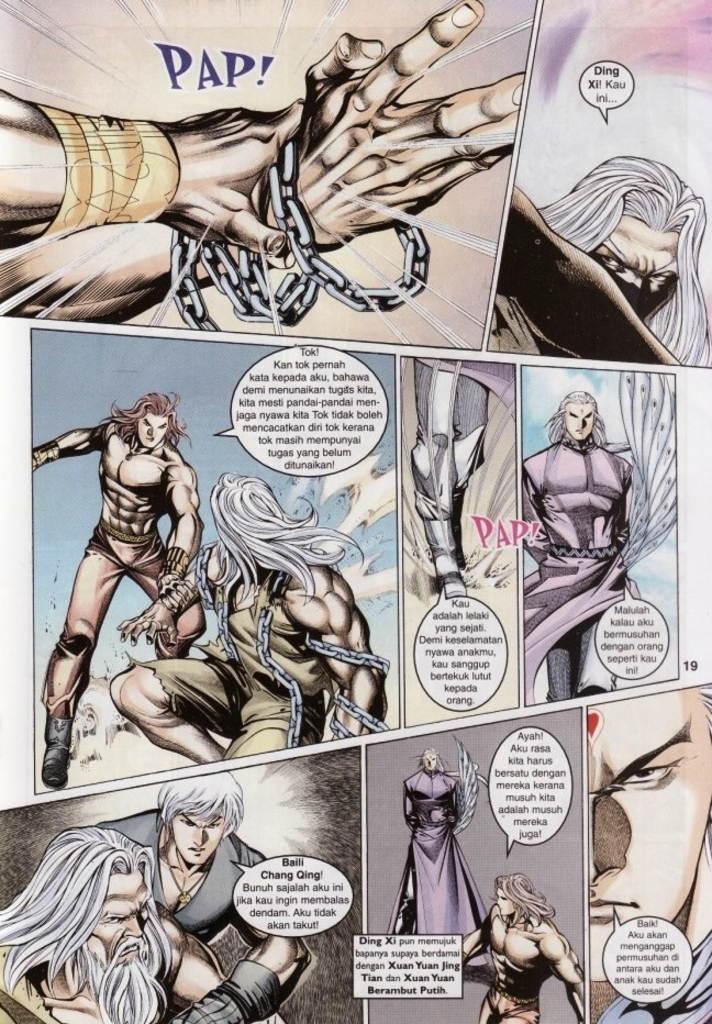 PAP!
Ding
Xi! Kau
ini...
Tok!
Kan tok pernah
kata kepada aku, bahawa
demi menunaikan tugas kita,
kita mesti pandai-pandai men-
jaga nyawa kita Tok tidak boleh
mencacatkan diri tok kerana
tok masih mempunyai
tugas yang belum
ditunaikan!
PAP!
Kau
adalah lelaki
yang sejati.
Demi keselamatan
nyawa anakmu,
kau sanggup
bertekuk lutut
kepada
orang.
Malulah
kalau aku
bermusuhan
dengan orang
seperti kau
ini!
19
Baili
Chang Qing!
Bunuh sajalah aku ini
jika kau ingin membalas
dendam. Aku tidak
akan takut!
Ayah!
Aku rasa
kita harus
bersatu dengan
mereka kerana
musuh kita
adalah musuh
mereka
juga!
Ding Xi pun memujuk
bapanya supaya berdamai
dengan Xuan Yuan Jing
Tian dan Xuan Yuan
Berambut Putih.
Baik!
Aku akan
menganggap
permusuhan di
antara aku dan
anak kau sudah
selesai!